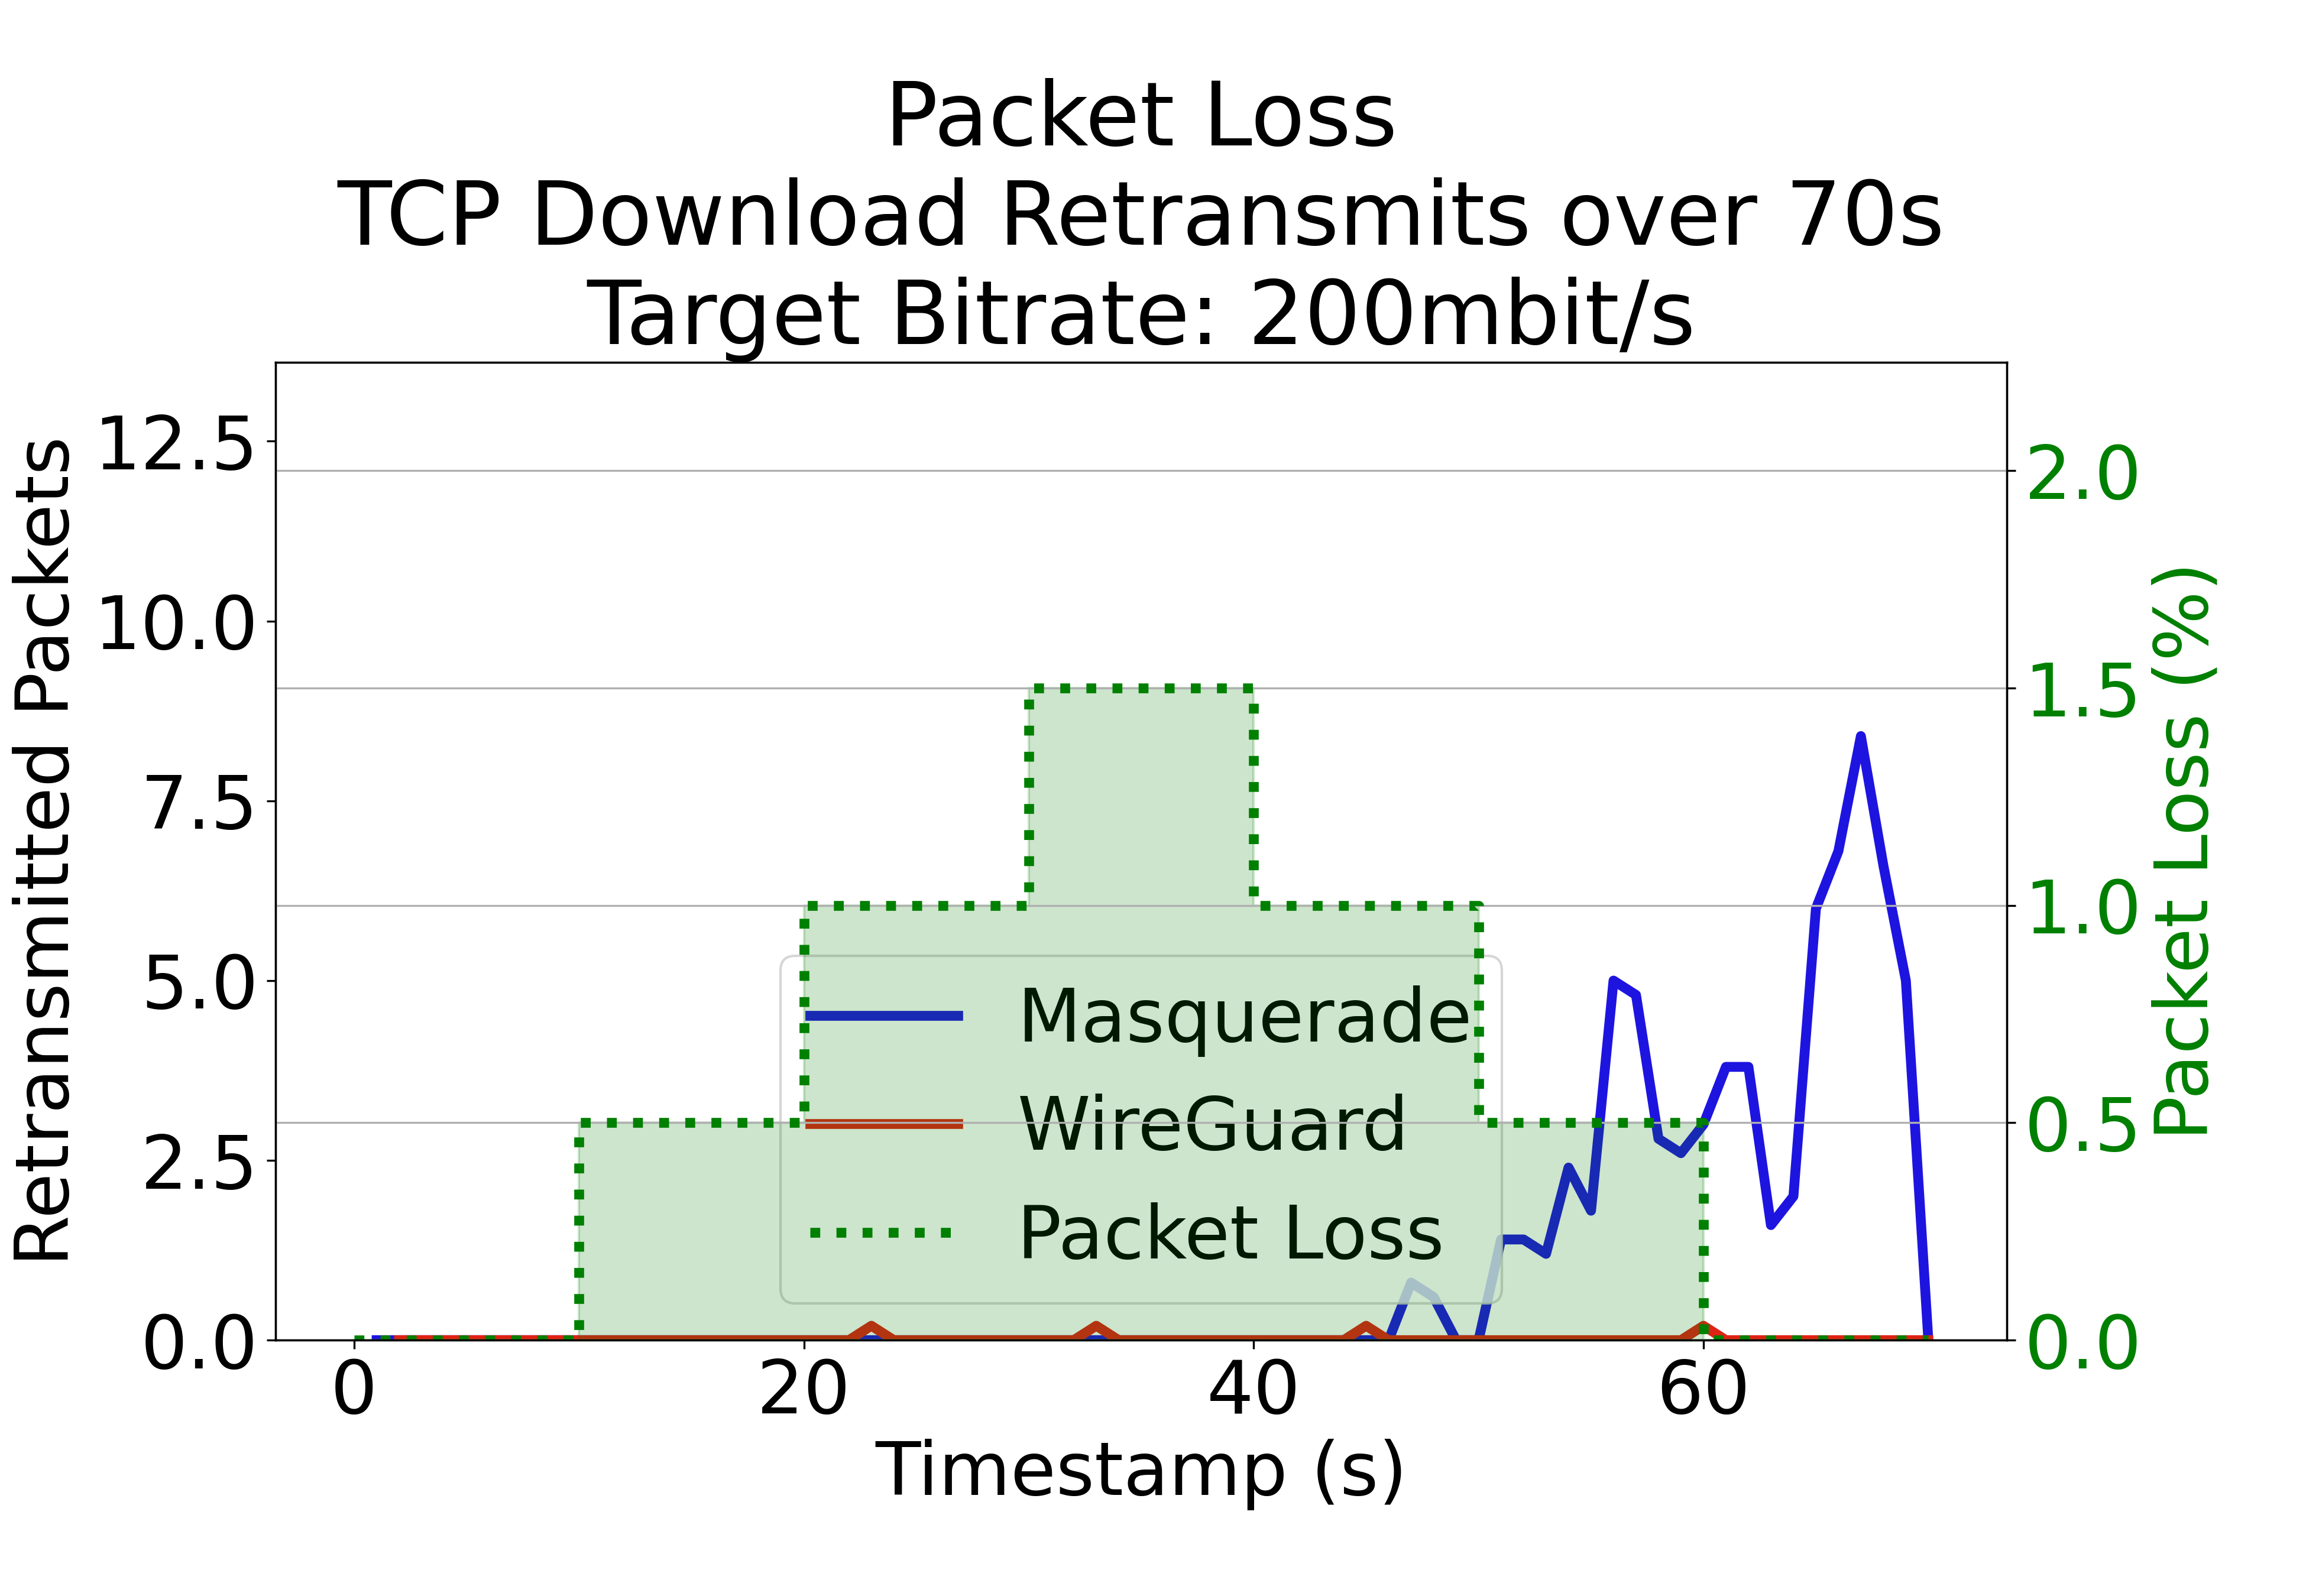 Packet Loss
TCP Download Retransmits over 70s
Target Bitrate: 200mbit/s
Retransmitted Packets
12.5
10.0
7.5
5.0
2.5
0.0
2.0
1.5
1.0
0.5
0.0
Packet Loss (%)
Masquerade
WireGuard
Packet Loss
0
20
40
60
Timestamp (s)